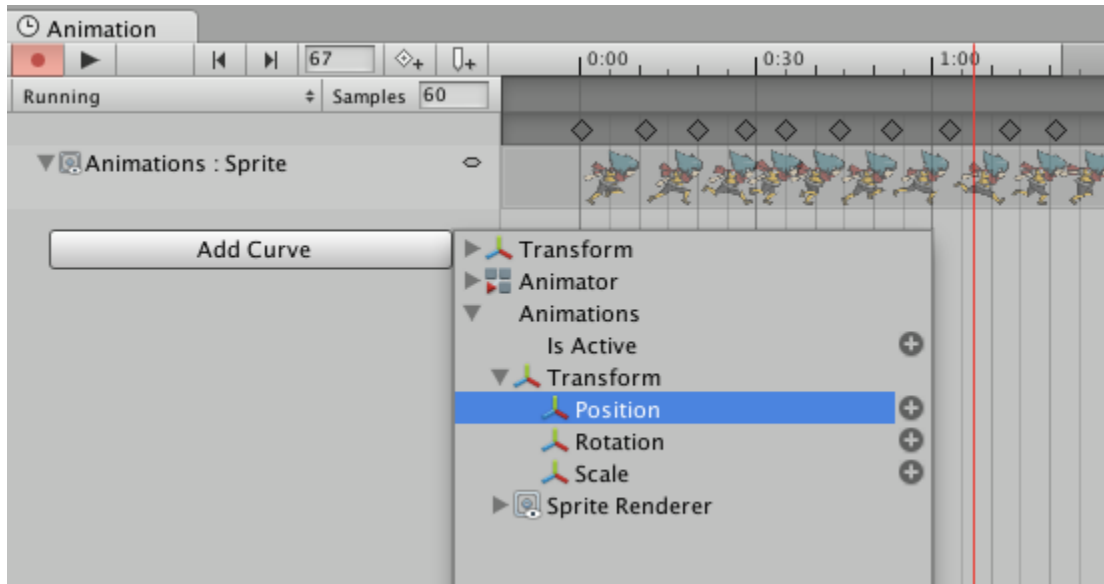 Animation
67
0:00
0:30
1:00
Running
Samples 60
Animations : Sprite
Add Curve
Transform
Animator
Animations
Is Active
Transform
Position
Rotation
Scale
Sprite Renderer